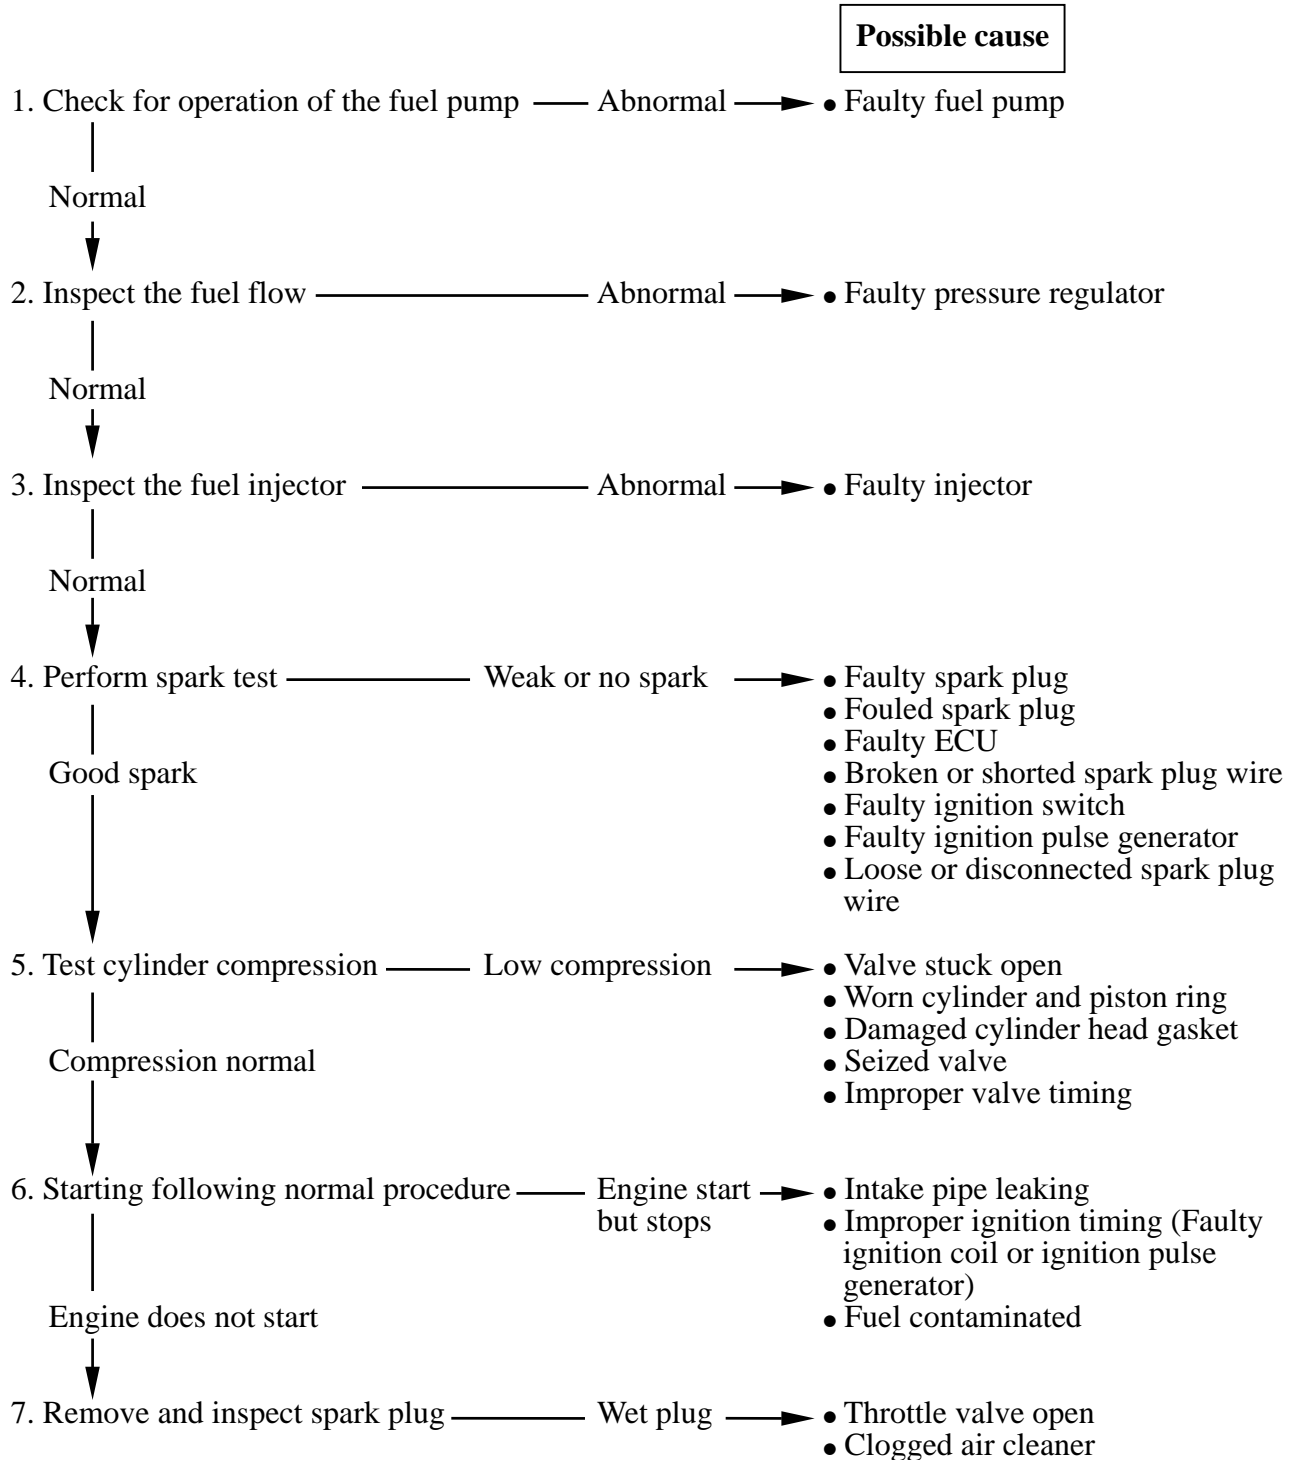 Possible cause
1. Check for operation of the fuel pump Abnormal ● Faulty fuel pump
Normal
2. Inspect the fuel flow Abnormal ● Faulty pressure regulator
Normal
3. Inspect the fuel injector Abnormal ● Faulty injector
Normal
4. Perform spark test Weak or no spark ● Faulty spark plug
● Fouled spark plug
● Faulty ECU
Good spark ● Broken or shorted spark plug wire
● Faulty ignition switch
● Faulty ignition pulse generator
● Loose or disconnected spark plug
wire
5. Test cylinder compression Low compression ● Valve stuck open
● Worn cylinder and piston ring
● Damaged cylinder head gasket
Compression normal ● Seized valve
● Improper valve timing
6. Starting following normal procedure Engine start ● Intake pipe leaking
but stops ● Improper ignition timing (Faulty
ignition coil or ignition pulse
generator)
Engine does not start ● Fuel contaminated
7. Remove and inspect spark plug Wet plug ● Throttle valve open
● Clogged air cleaner